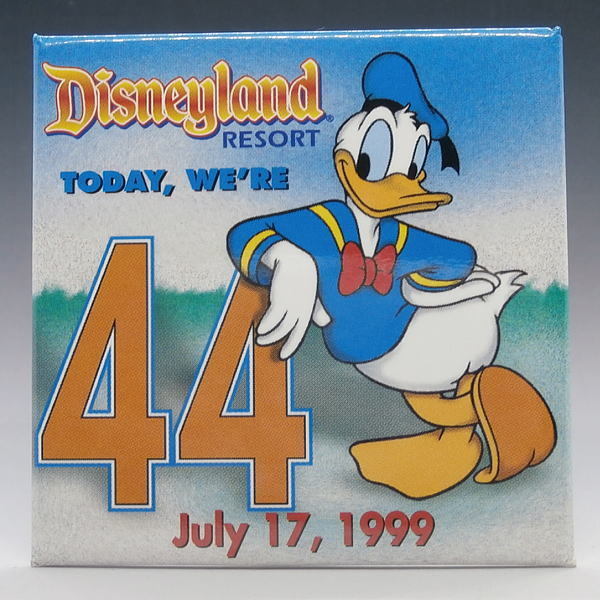 Disneyland®
RESORT
TODAY, WE'RE
44
July 17, 1999